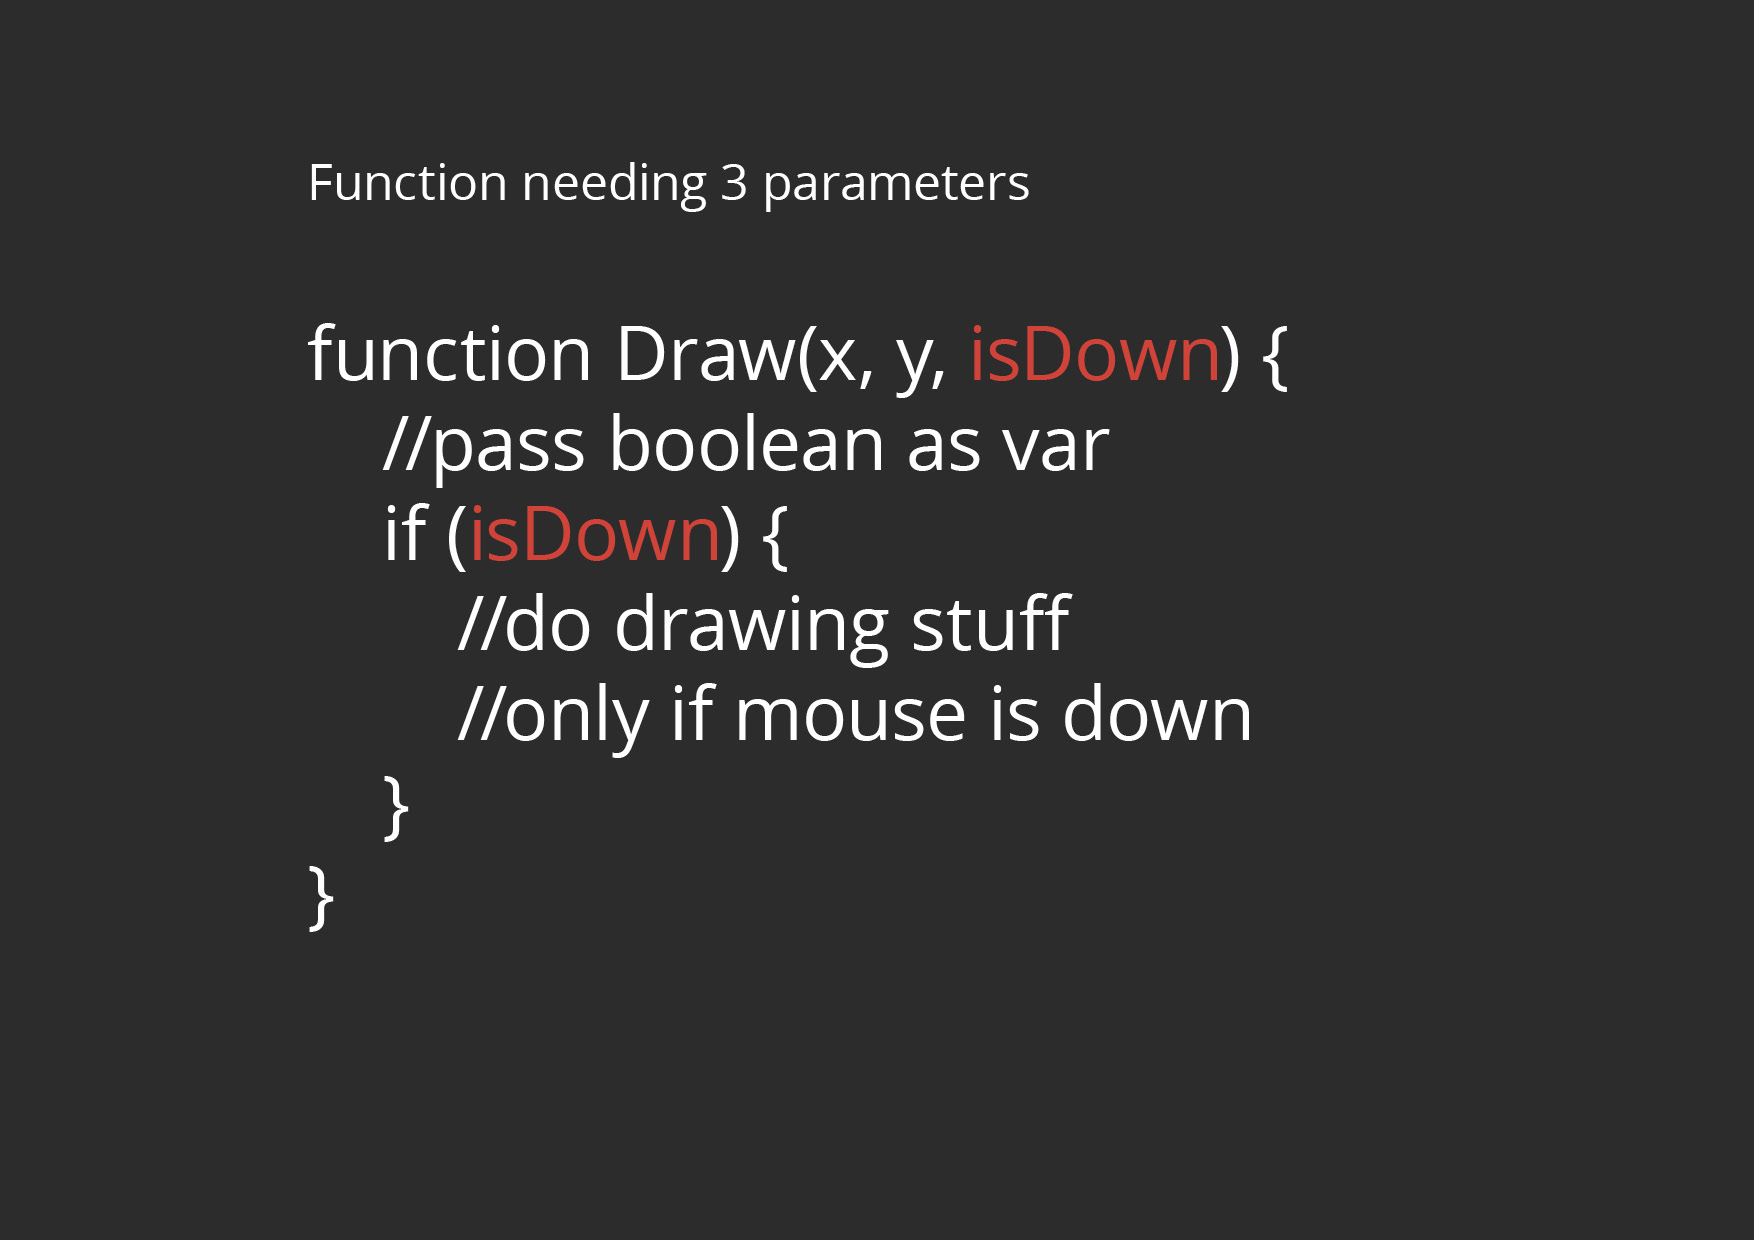 Function needing 3 parameters
function Draw(x, y, isDown) {
//pass boolean as var
if (isDown) {
//do drawing stuff
//only if mouse is down
}
}